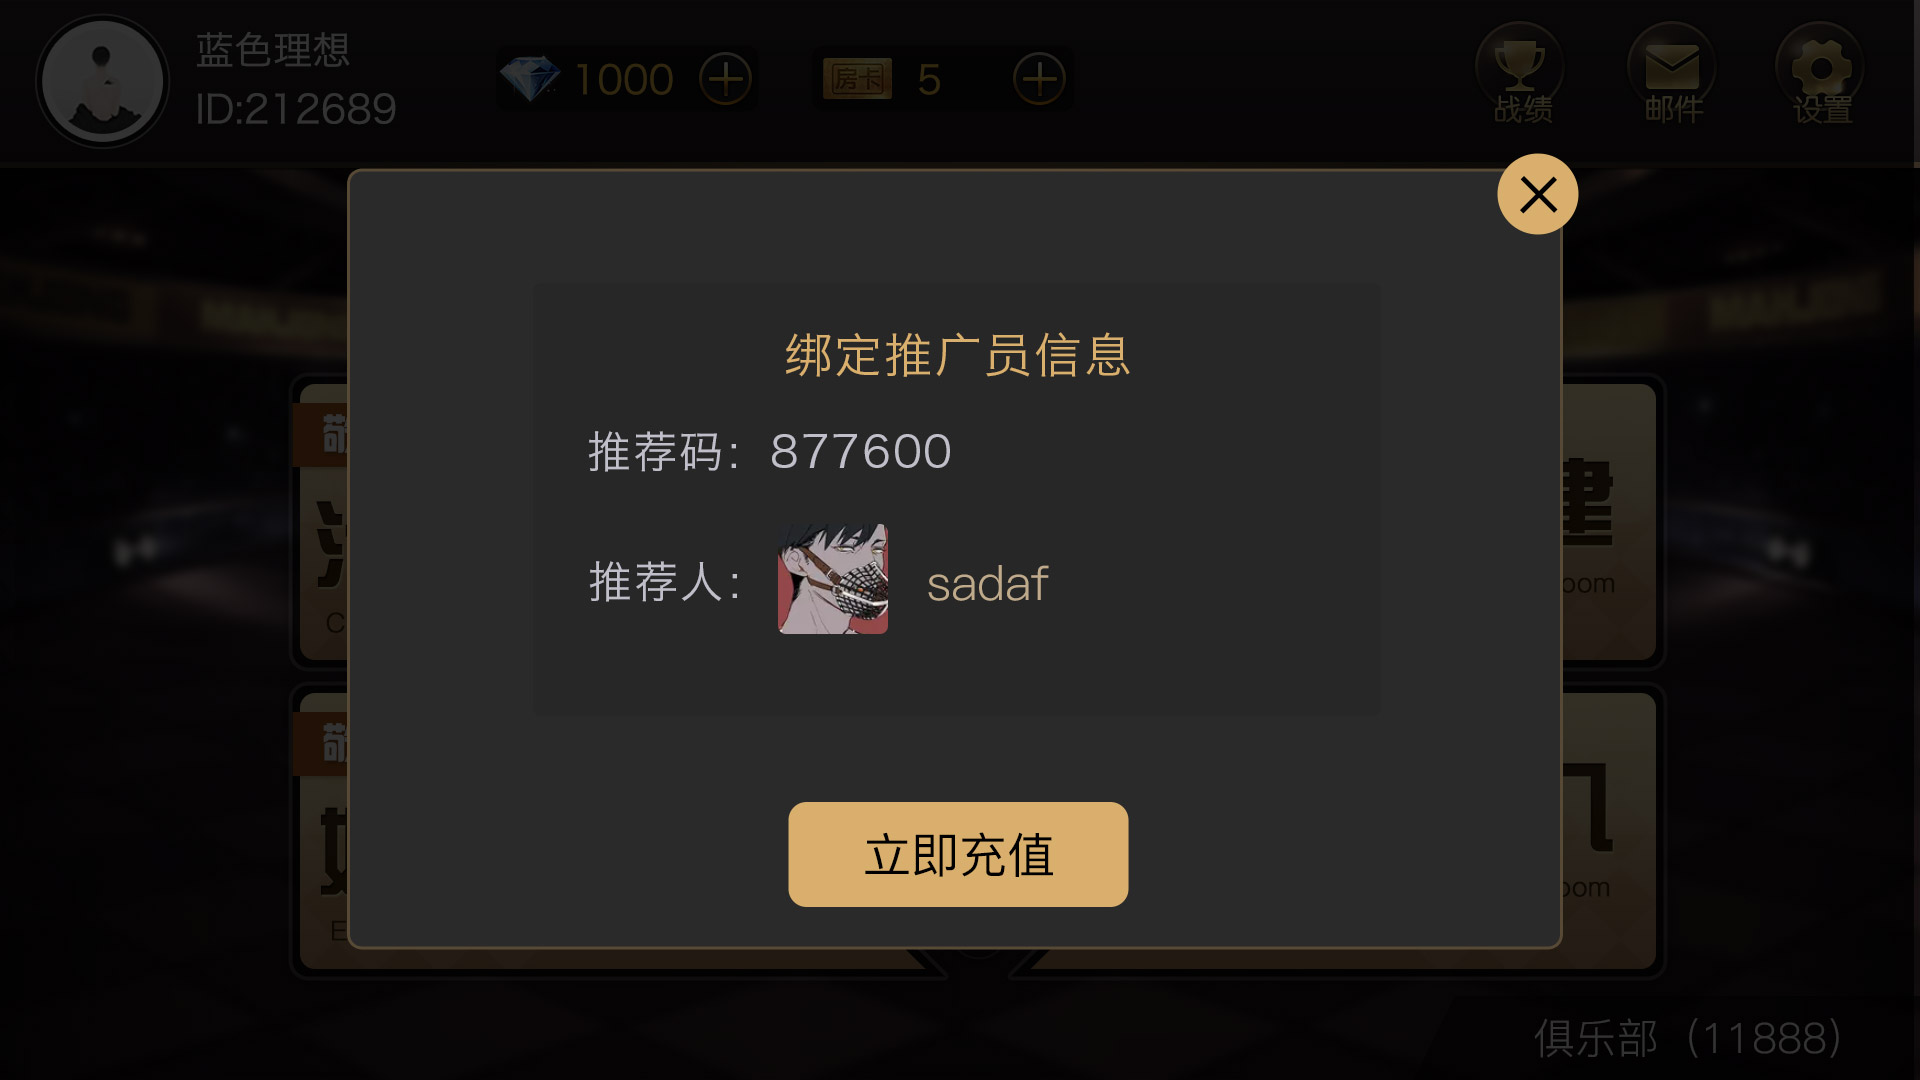 蓝色理想
ID:212689
1000
房卡
5
战绩
邮件
设置
绑定推广员信息
推荐码：877600
推荐人：
sadaf
立即充值
俱乐部（11888）